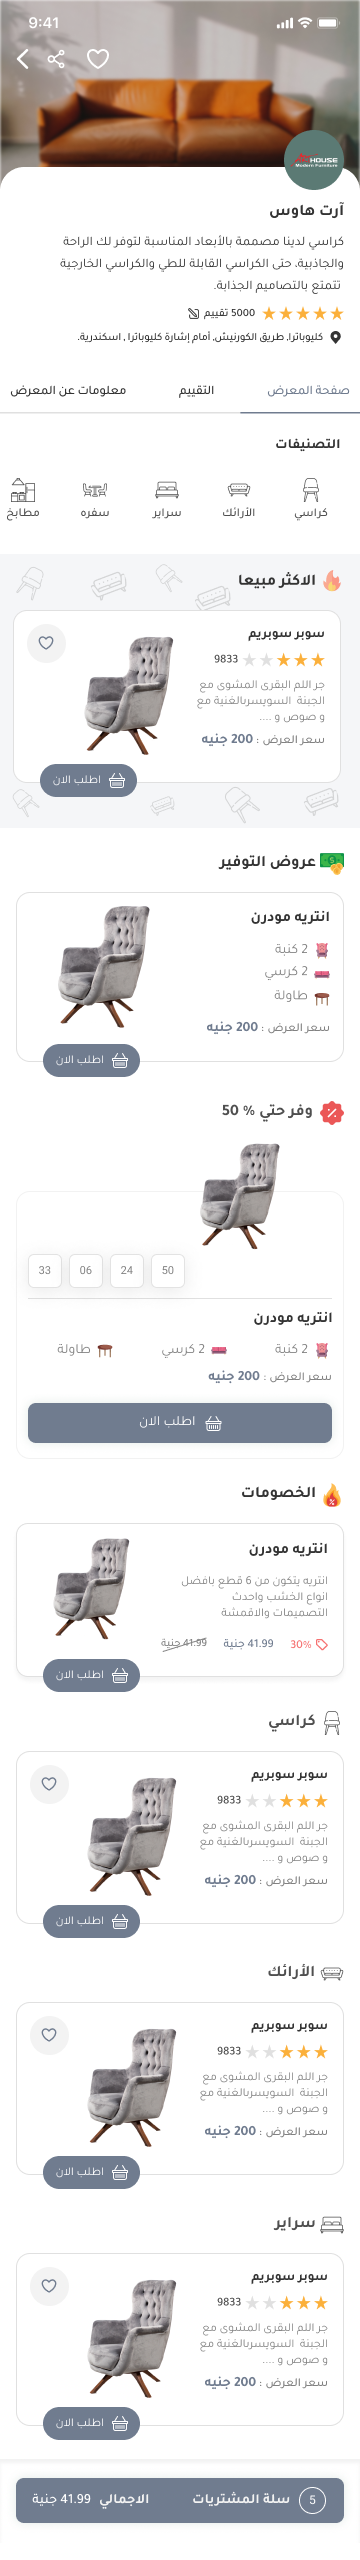 9:41
Art HOUSE
Modern Furniture
آرت هاوس
كراسي لدينا مصممة بالأبعاد المناسبة لتوفر لك الراحة
والجاذبية، حتى الكراسي القابلة للطي والكراسي الخارجية
تتمتع بالتصاميم الجذابة.
5000 تقييم
كليوباترا، طريق الكورنيش, أمام إشارة كليوباترا , اسكندرية.
صفحة المعرض
التقييم
معلومات عن المعرض
التصنيفات
كراسي
الأرائك
سراير
سفره
مطابخ
الاكثر مبيعا
سوبر سوبريم
9833
جر اللم البقرى المشوى مع
الجبنة السويسربالغنية مع
و صوص و ....
سعر العرض : 200 جنيه
اطلب الان
عروض التوفير
انتريه مودرن
2 كنبة
2 كرسي
طاولة
سعر العرض : 200 جنيه
اطلب الان
وفر حتي % 50
33 06 24 50
انتريه مودرن
2 كنبة
2 كرسي
طاولة
سعر العرض : 200 جنيه
اطلب الان
الخصومات
انتريه مودرن
انتريه يتكون من 6 قطع بافضل
انواع الخشب واحدث
التصميمات والاقمشة
30%
41.99 جنية
41.99 جنية
اطلب الان
كراسي
سوبر سوبريم
9833
جر اللم البقرى المشوى مع
الجبنة السويسربالغنية مع
و صوص و ....
سعر العرض : 200 جنيه
اطلب الان
الأرائك
سوبر سوبريم
9833
جر اللم البقرى المشوى مع
الجبنة السويسربالغنية مع
و صوص و ....
سعر العرض : 200 جنيه
اطلب الان
سراير
سوبر سوبريم
9833
جر اللم البقرى المشوى مع
الجبنة السويسربالغنية مع
و صوص و ....
سعر العرض : 200 جنيه
اطلب الان
5 سلة المشتريات
الاجمالي 41.99 جنية